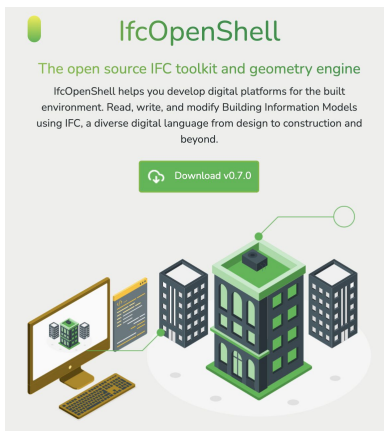 IfcOpenShell
The open source IFC toolkit and geometry engine
IfcOpenShell helps you develop digital platforms for the built
environment. Read, write, and modify Building Information Models
using IFC, a diverse digital language from design to construction and
beyond.
Download v0.7.0